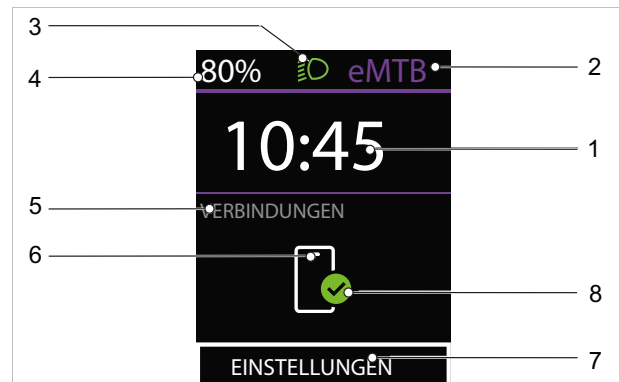 3
4 80% eMTB 2
10:45 1
5 VERBINDUNGEN
6
8
EINSTELLUNGEN 7